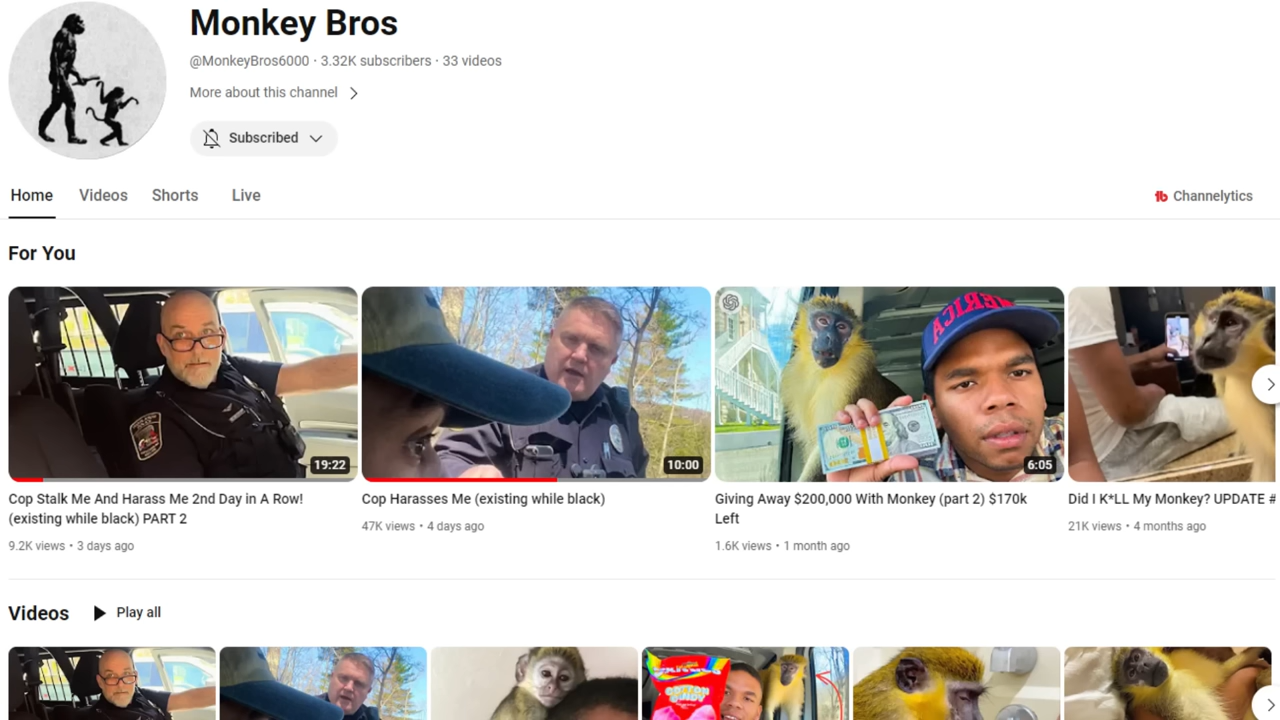 Monkey Bros
@MonkeyBros6000 · 3.32K subscribers · 33 videos
More about this channel
Subscribed
Home
Videos
Shorts
Live
Channelytics
For You
19:22
10:00
AMERICA
6:05
Cop Stalk Me And Harass Me 2nd Day in A Row!
(existing while black) PART 2
9.2K views • 3 days ago
Cop Harasses Me (existing while black)
47K views • 4 days ago
Giving Away $200,000 With Monkey (part 2) $170k
Left
1.6K views • 1 month ago
Did I K*LL My Monkey? UPDATE #
21K views • 4 months ago
Videos
Play all
COTTON
CANDY